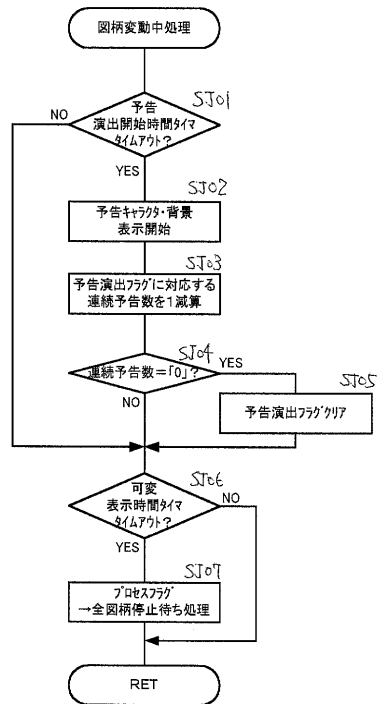 図柄変動中処理
SJ01
予告
演出開始時間タイマ
タイムアウト?
NO
YES
SJ02
予告キャラクタ・背景
表示開始
SJ03
予告演出フラグに対応する
連続予告数を1減算
SJ04
連続予告数=「0」?
YES
NO
SJ05
予告演出フラグクリア
SJ06
可変
表示時間タイマ
タイムアウト?
NO
YES
SJ07
プロセスフラグ
→全図柄停止待ち処理
RET